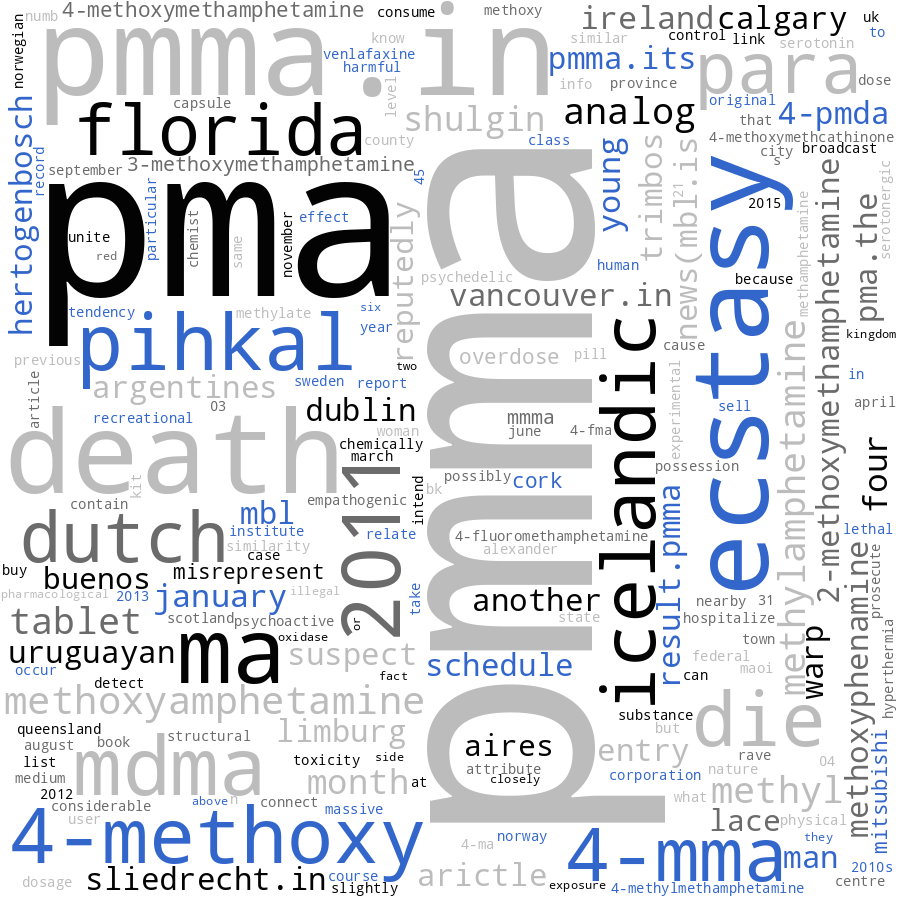 4-methoxymethamphetamine
consume
methoxy
numb
norwegian
pmma.in
know
venlafaxine
harmful
level
ireland
calgary
uk
to
similar
control
link
serotonin
pmma.its
para
info
province
dose
capsule
florida
shulgin
county
analog
original
4-pmda
that
4-methoxymethcathinone
class
city
s
broadcast
hertogenbosch
record
september
3-methoxymethamphetamine
45
young
trimbos
21
news(mbl.is
ecstasy
2015
serotonergic
pma
unite
red
particular
chemist
same
november
effect
reputedly
pmma
psychedelic
human
because
methamphetamine
2-methoxymethamphetamine
pma.the
vancouver.in
tendency
methylate
six
year
pihkal
previous
two
overdose
pill
cause
kingdom
article
argentines
sweden
report
icelandic
experimental
methylamphetamine
in
recreational
03
dublin
mmma
june
4-fma
sell
april
death
woman
chemically
march
possibly
cork
possession
four
kit
contain
mbl
2011
empathogenic
bk
intend
dutch
institute
relate
4-fluoromethamphetamine
alexander
result.pmma
lethal
similarity
case
buy
buenos
misrepresent
pharmacological
2013
january
illegal
take
another
nearby
31
prosecute
tablet
scotland
psychoactive
oxidase
or
state
hospitalize
town
warp
methoxyphenamine
hyperthermia
uruguayan
ma
suspect
schedule
federal
maoi
occur
detect
fact
can
methoxyamphetamine
substance
but
die
queensland
august
book
structural
limburg
list
mdma
toxicity
side
aires
entry
rave
04
mitsubishi
medium
month
at
attribute
closely
corporation
nature
2012
considerable
above
n
connect
massive
what
methyl
user
4-methoxy
lace
physical
4-ma
norway
4-mma
they
man
2010s
dosage
sliedrecht.in
course
slightly
arictle
exposure
4-methylmethamphetamine
centre